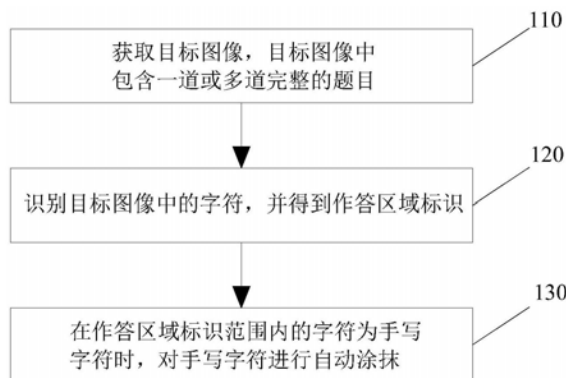 110
获取目标图像，目标图像中
包含一道或多道完整的题目
120
识别目标图像中的字符，并得到作答区域标识
130
在作答区域标识范围内的字符为手写
字符时，对手写字符进行自动涂抹